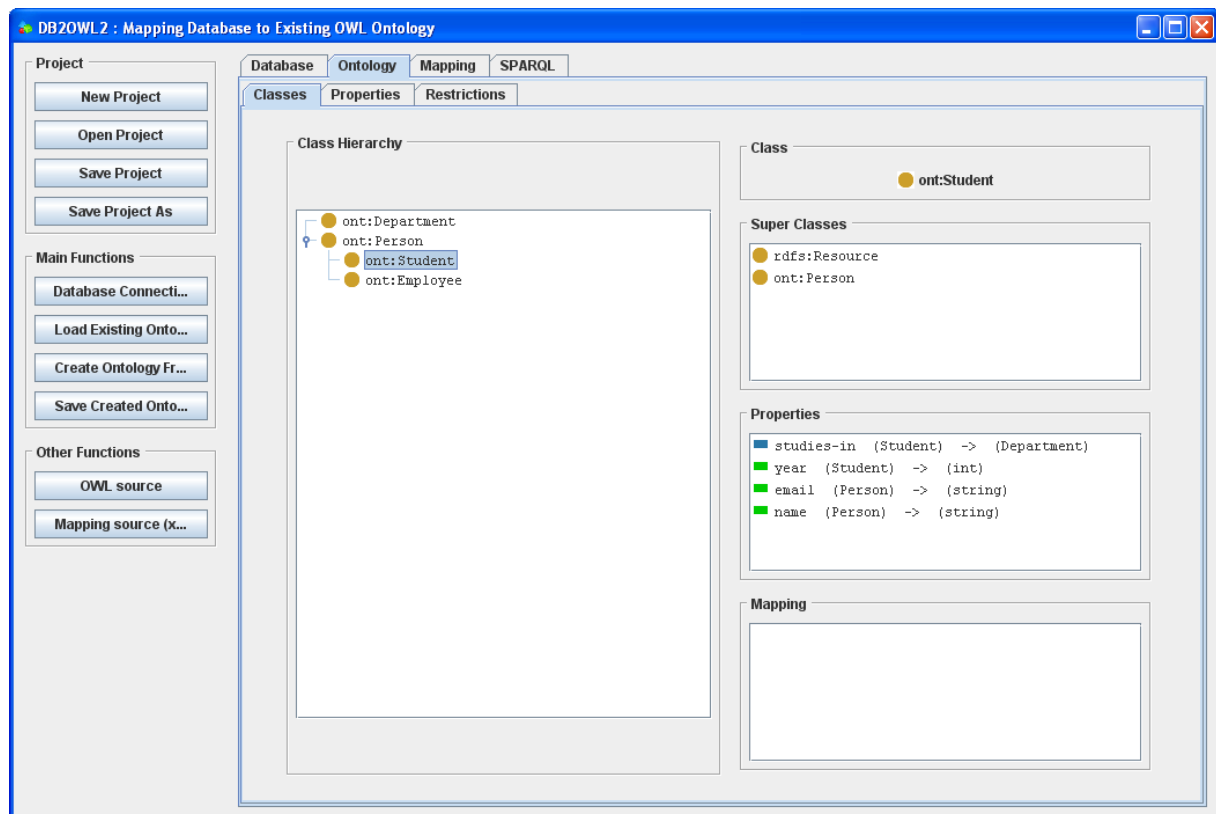 DB2OWL2 : Mapping Database to Existing OWL Ontology
Project
New Project
Open Project
Save Project
Save Project As
Main Functions
Database Connecti...
Load Existing Onto...
Create Ontology Fr...
Save Created Onto...
Other Functions
OWL source
Mapping source (x...
Database Ontology Mapping SPARQL
Classes Properties Restrictions
Class Hierarchy
ont:Department
ont:Person
ont:Student
ont:Employee
Class
ont:Student
Super Classes
rdfs:Resource
ont:Person
Properties
studies-in (Student) -> (Department)
year (Student) -> (int)
email (Person) -> (string)
name (Person) -> (string)
Mapping